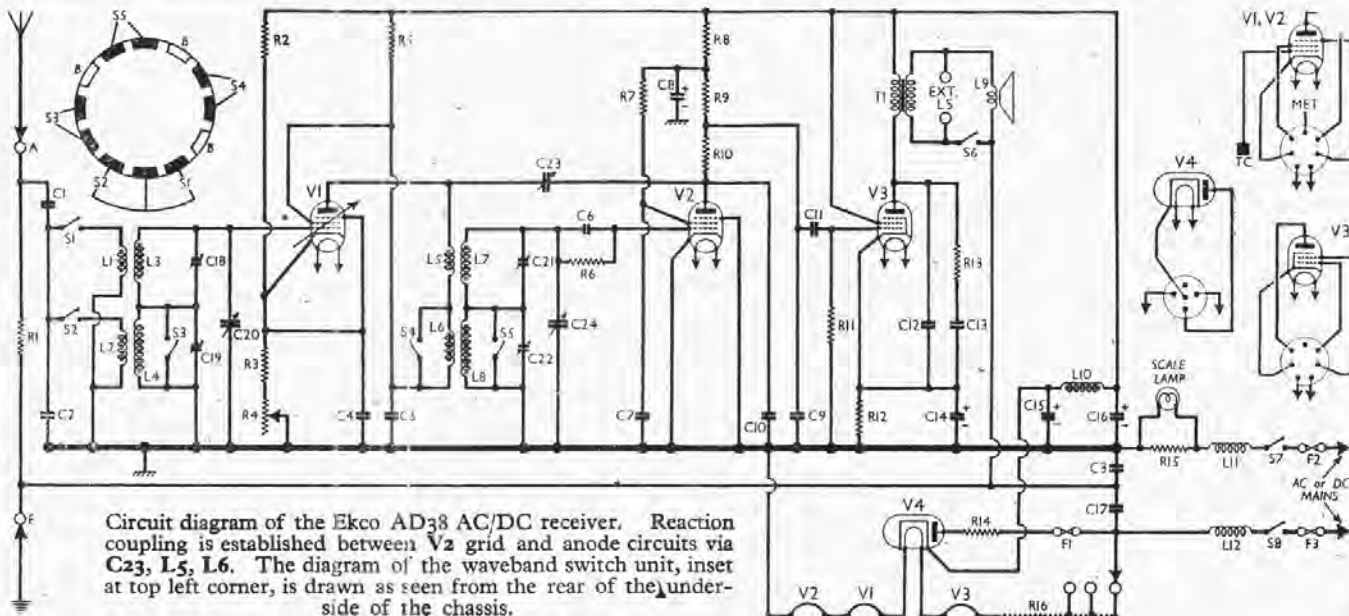 S5
B
S4
S3
B
S2
S1
A
C1
S1
L1
L3
C18
S2
L2
L4
S3
C19
C20
R1
C2
R2
V1
R3
R4
C4
C23
L5
L7
C21
C6
R6
S4
L6
S5
L8
C22
C24
R8
R7
C8
R9
R10
V2
C7
C10
C9
C11
R11
V3
C12
R13
C13
R12
C14
T1
EXT.
LS
L9
S6
L10
C15
C16
V1, V2
MET
TC
V4
V3
SCALE
LAMP
R15
L11
S7
F2
AC or DC
MAINS
C3
C17
L12
S8
F3
V4
R14
F1
V2
V1
V3
R16
E
Circuit diagram of the Ekco AD38 AC/DC receiver. Reaction
coupling is established between V2 grid and anode circuits via
C23, L5, L6. The diagram of the waveband switch unit, inset
at top left corner, is drawn as seen from the rear of the under-
side of the chassis.